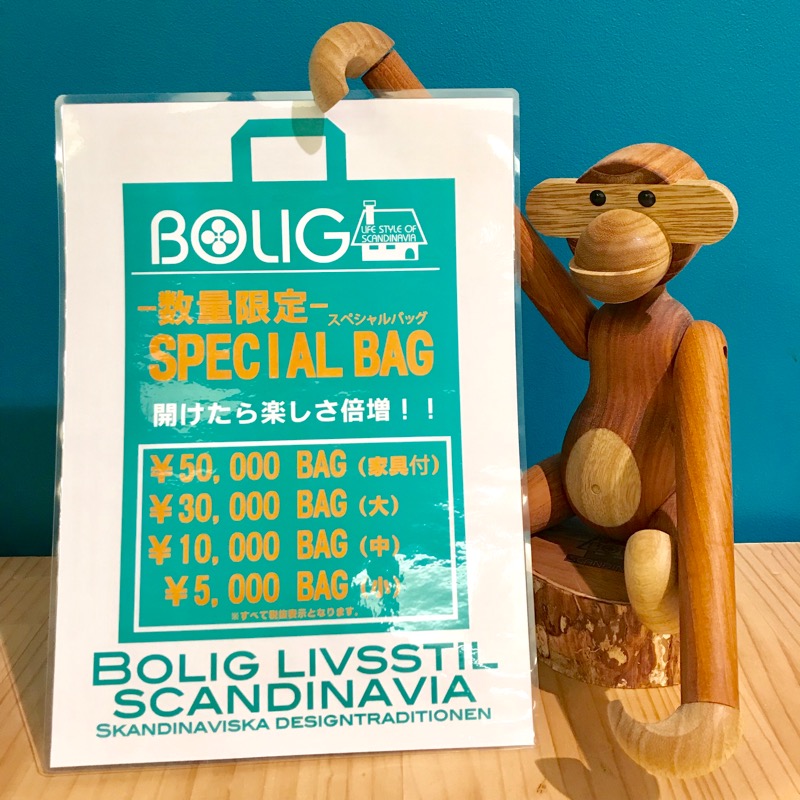 BOLIG
LIFE STYLE OF
SCANDINAVIA
-数量限定-
スペシャルバッグ
SPECIAL BAG
開けたら楽しさ倍増！！
¥50,000 BAG (家具付)
¥30,000 BAG (大)
¥10,000 BAG (中)
¥5,000 BAG (小)
※すべて税抜表示となります。
BOLIG LIVSSTIL
SCANDINAVIA
SKANDINAVISKA DESIGNTRADITIONEN